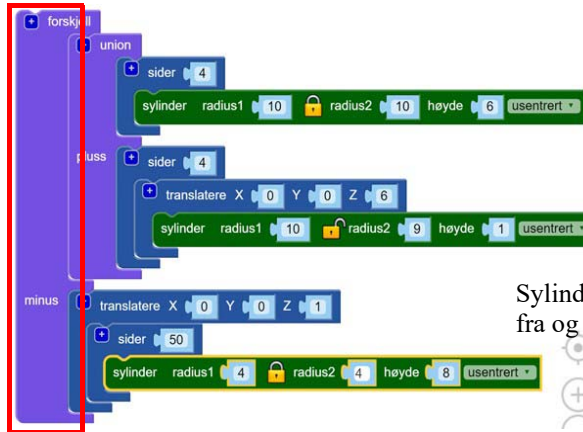 forskjell
union
sider 4
sylinder radius1 10 radius2 10 høyde 6 usentrert
pluss
sider 4
translatere X 0 Y 0 Z 6
sylinder radius1 10 radius2 9 høyde 1 usentrert
minus
translatere X 0 Y 0 Z 1
sider 50
sylinder radius1 4 radius2 4 høyde 8 usentrert
Sylind
fra og